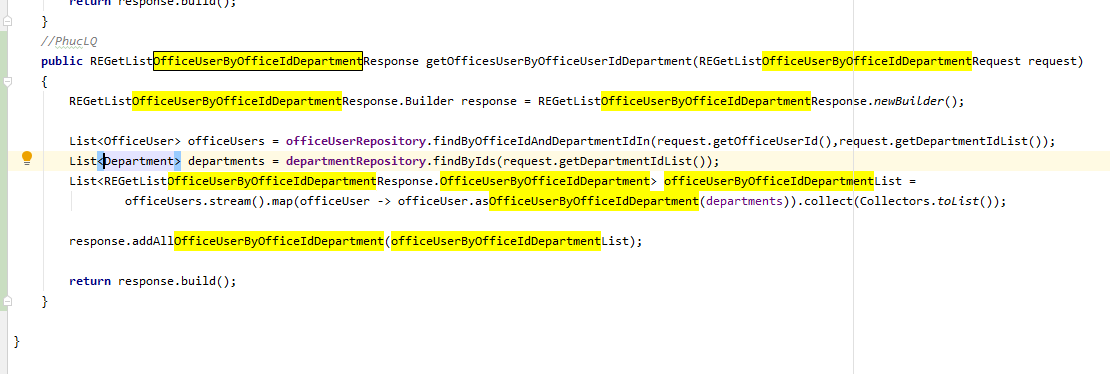 return response.build();
}
//PhucLQ
public REGetListOfficeUserByOfficeIdDepartmentResponse getOfficesUserByOfficeUserIdDepartment(REGetListOfficeUserByOfficeIdDepartmentRequest request)
{
REGetListOfficeUserByOfficeIdDepartmentResponse.Builder response = REGetListOfficeUserByOfficeIdDepartmentResponse.newBuilder();
List<OfficeUser> officeUsers = officeUserRepository.findByOfficeIdAndDepartmentIdIn(request.getOfficeUserId(),request.getDepartmentIdList());
List<Department> departments = departmentRepository.findByIds(request.getDepartmentIdList());
List<REGetListOfficeUserByOfficeIdDepartmentResponse.OfficeUserByOfficeIdDepartment> officeUserByOfficeIdDepartmentList =
officeUsers.stream().map(officeUser -> officeUser.asOfficeUserByOfficeIdDepartment(departments)).collect(Collectors.toList());
response.addAllOfficeUserByOfficeIdDepartment(officeUserByOfficeIdDepartmentList);
return response.build();
}
}